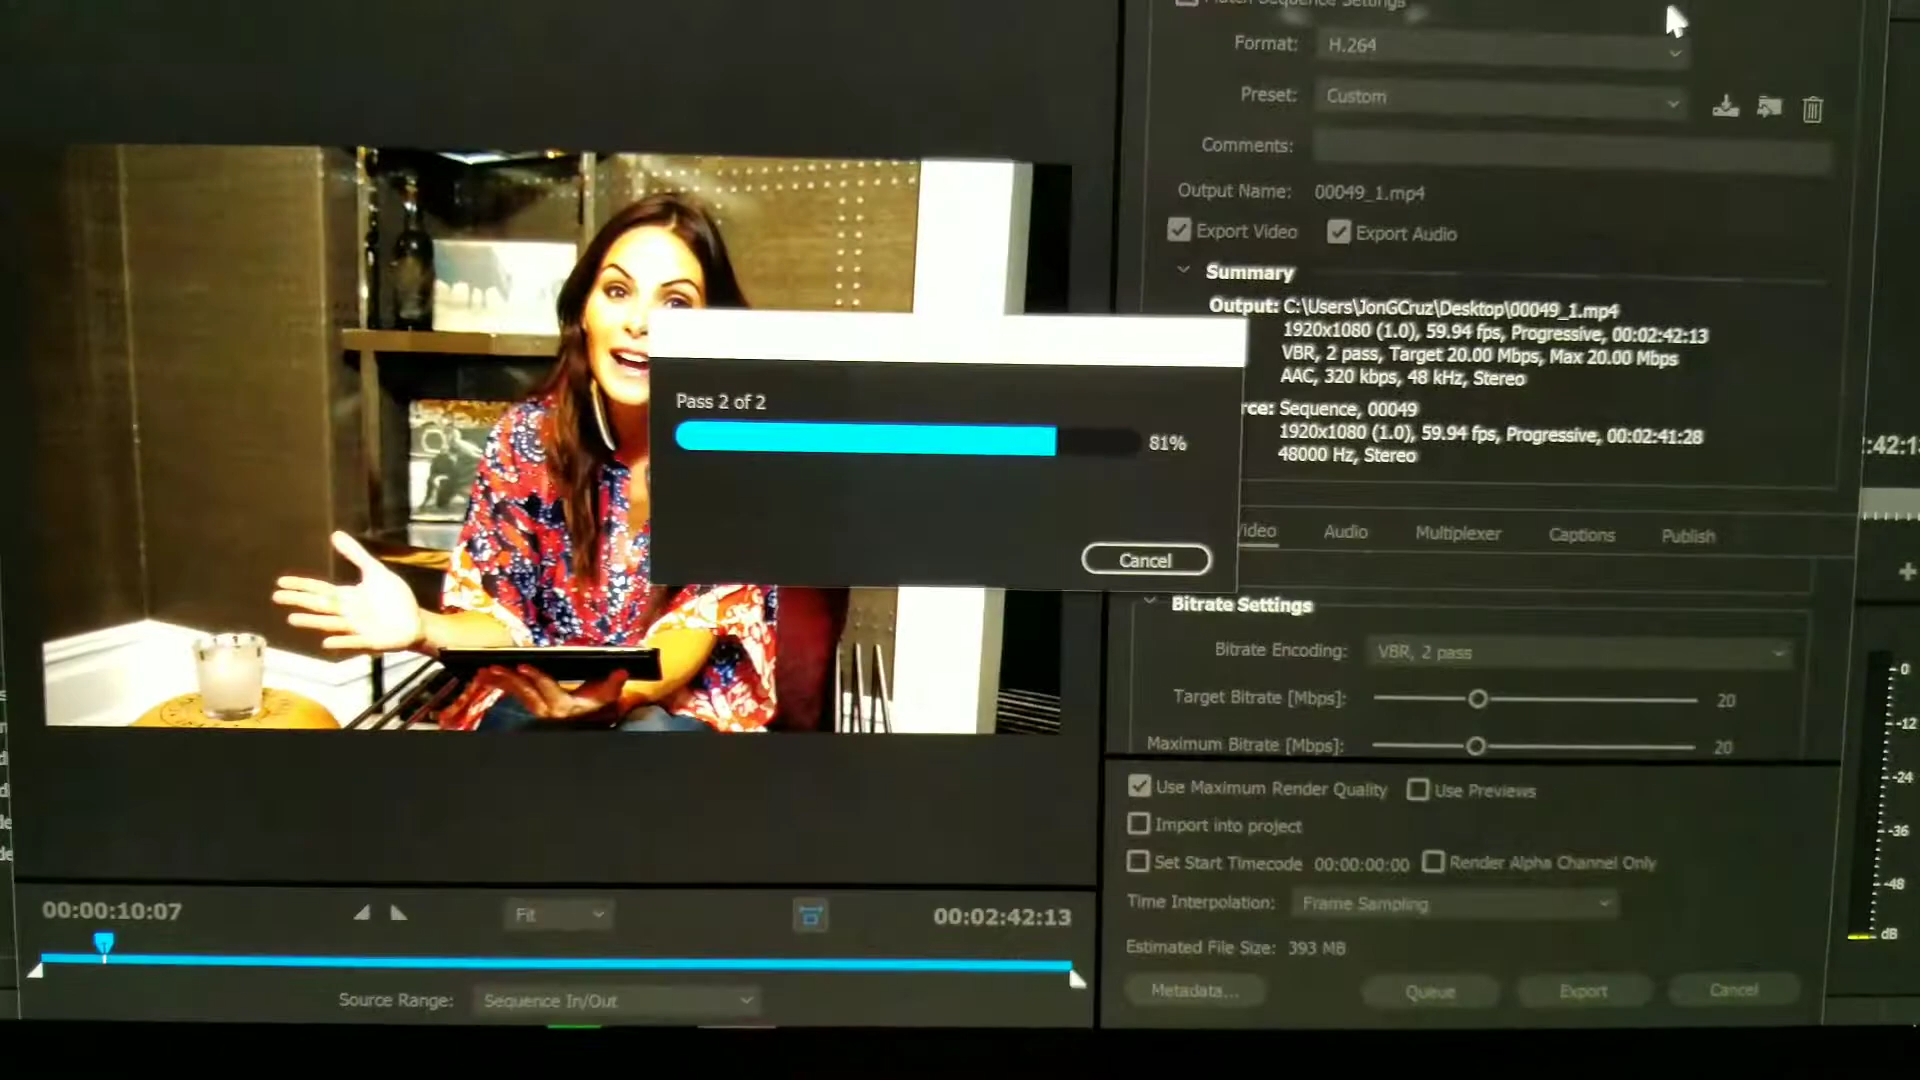 Match Sequence Settings
Format: H.264
Preset: Custom
Comments:
Output Name: 00049_1.mp4
Export Video Export Audio
Summary
Output: C:\Users\JonGCruz\Desktop\00049_1.mp4
1920x1080 (1.0), 59.94 fps, Progressive, 00:02:42:13
VBR, 2 pass, Target 20.00 Mbps, Max 20.00 Mbps
AAC, 320 kbps, 48 kHz, Stereo
rce: Sequence, 00049
1920x1080 (1.0), 59.94 fps, Progressive, 00:02:41:28
48000 Hz, Stereo
Pass 2 of 2
81%
Cancel
:42:1
Video Audio Multiplexer Captions Publish
Bitrate Settings
Bitrate Encoding: VBR, 2 pass
Target Bitrate [Mbps]: 20
Maximum Bitrate [Mbps]: 20
Use Maximum Render Quality Use Previews
Import into project
Set Start Timecode 00:00:00:00 Render Alpha Channel Only
Time Interpolation: Frame Sampling
Estimated File Size: 393 MB
Metadata... Queue Export Cancel
00:00:10:07 Fit 00:02:42:13
Source Range: Sequence In/Out
0
-12
-24
-36
-48
dB